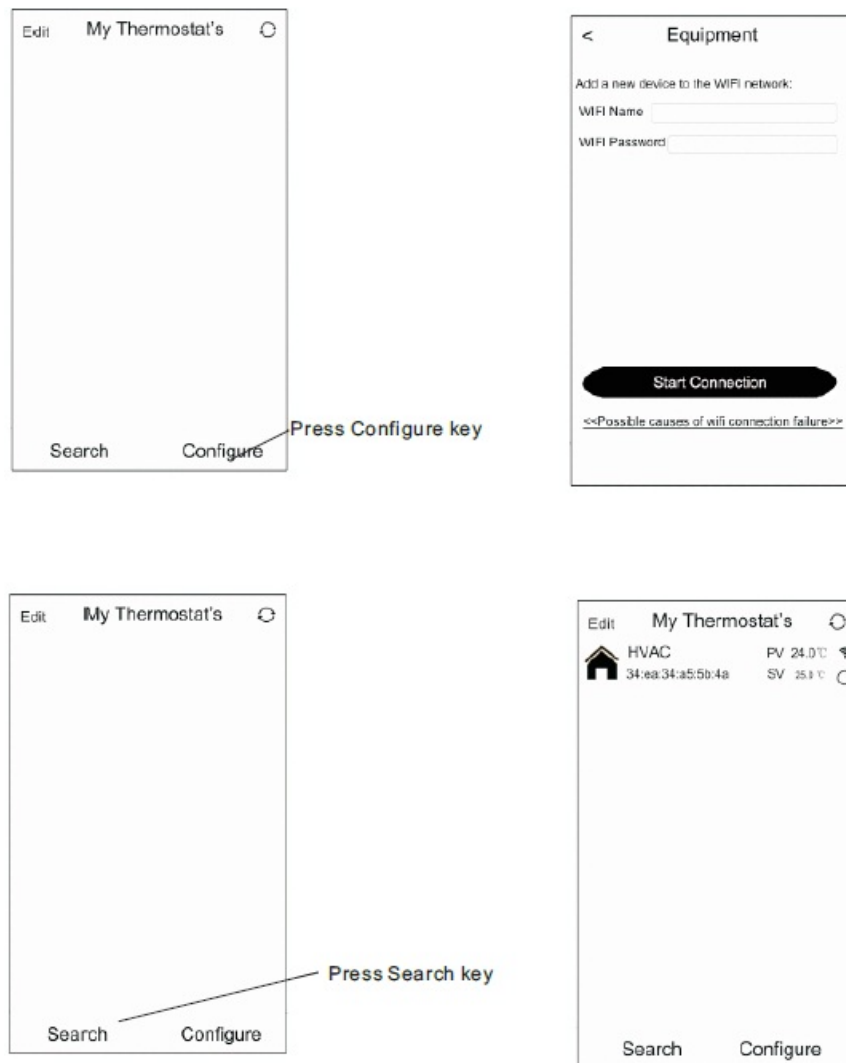 Edit My Thermostat's
Search Configure
Press Configure key
< Equipment
Add a new device to the WIFI network:
WIFI Name
WIFI Password
Start Connection
<<Possible causes of wifi connection failure>>
Edit My Thermostat's
Press Search key
Search Configure
Edit My Thermostat's
HVAC PV 24.0℃
34:ea:34:a5:5b:4a SV 25.0℃
Search Configure